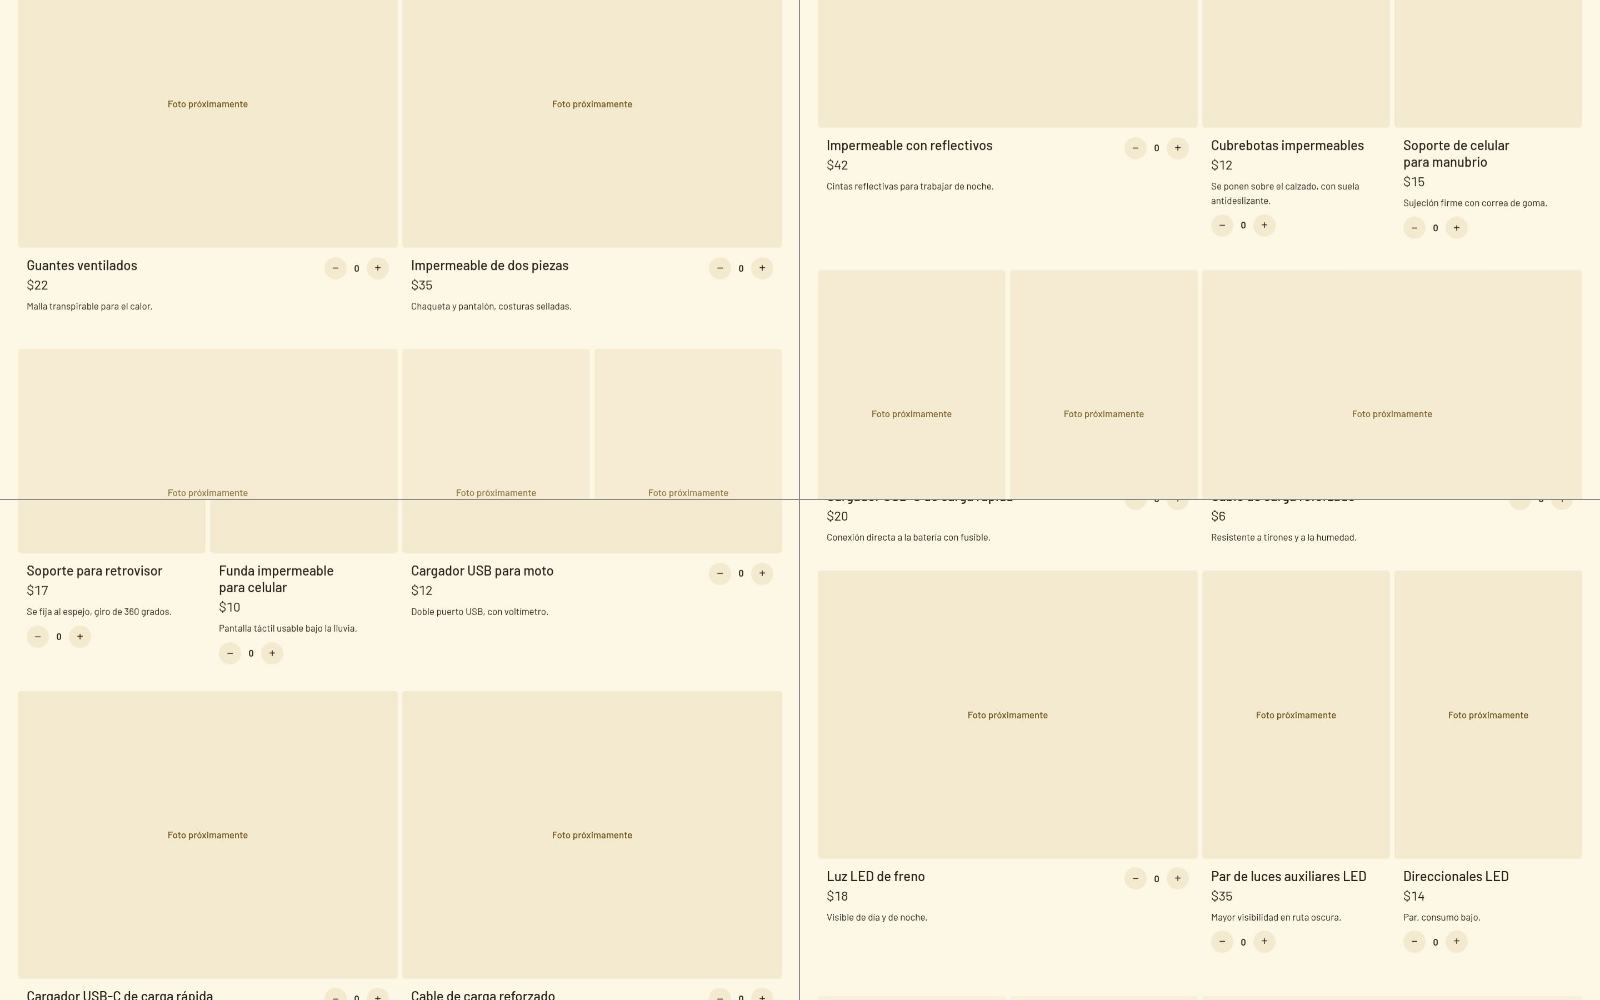 Foto próximamente
Foto próximamente
Guantes ventilados
− 0 +
$22
Malla transpirable para el calor.
Impermeable de dos piezas
− 0 +
$35
Chaqueta y pantalón, costuras selladas.
Foto próximamente
Foto próximamente
Foto próximamente
Impermeable con reflectivos
− 0 +
$42
Cintas reflectivas para trabajar de noche.
Cubrebotas impermeables
$12
Se ponen sobre el calzado, con suela
antideslizante.
− 0 +
Soporte de celular
para manubrio
$15
Sujeción firme con correa de goma.
− 0 +
Foto próximamente
Foto próximamente
Foto próximamente
Soporte para retrovisor
$17
Se fija al espejo, giro de 360 grados.
− 0 +
Funda impermeable
para celular
$10
Pantalla táctil usable bajo la lluvia.
− 0 +
Cargador USB para moto
− 0 +
$12
Doble puerto USB, con voltímetro.
Foto próximamente
Foto próximamente
Cargador USB-C de carga rápida
− 0 +
Cable de carga reforzado
− 0 +
$20
Conexión directa a la batería con fusible.
$6
Resistente a tirones y a la humedad.
Foto próximamente
Foto próximamente
Foto próximamente
Luz LED de freno
− 0 +
$18
Visible de día y de noche.
Par de luces auxiliares LED
$35
Mayor visibilidad en ruta oscura.
− 0 +
Direccionales LED
$14
Par, consumo bajo.
− 0 +